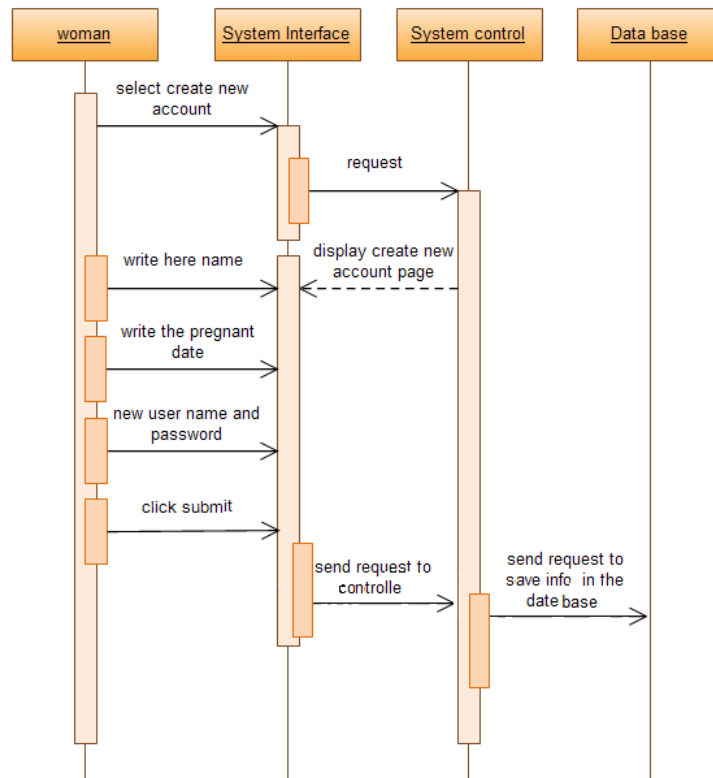 woman
System Interface
System control
Data base
select create new
account
request
write here name
display create new
account page
write the pregnant
date
new user name and
password
click submit
send request to
controlle
send request to
save info in the
date base